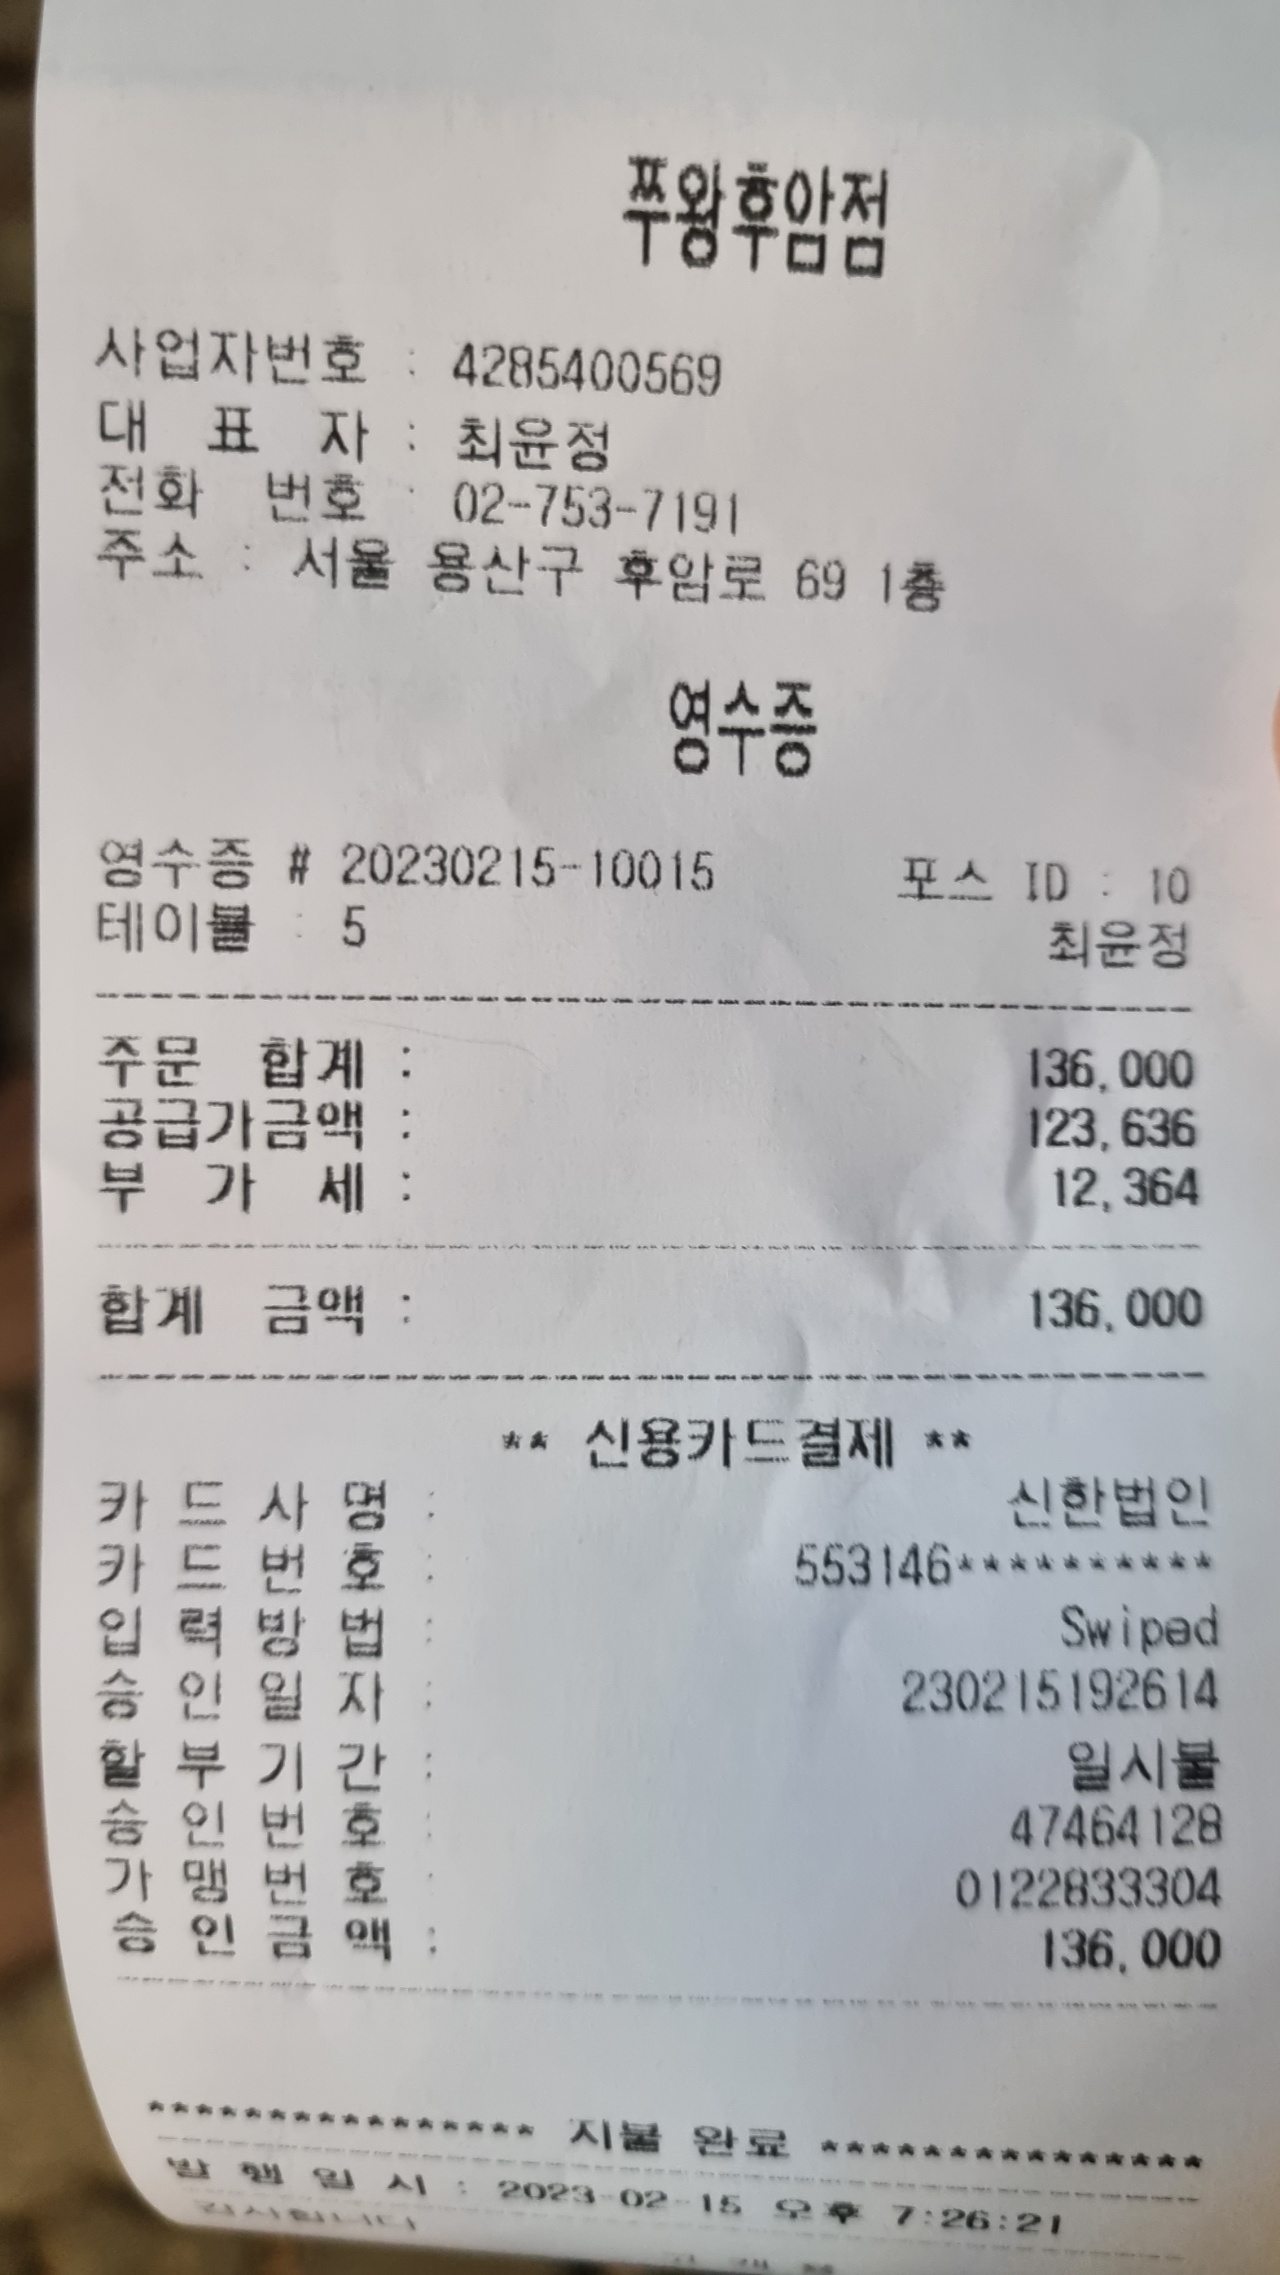 쭈왕후암점
사업자번호 : 4285400569
대 표 자 : 최윤정
전화 번호 : 02-753-7191
주소 : 서울 용산구 후암로 69 1층
영수증
영수증 # 20230215-10015 포스 ID : 10
테이블 : 5 최윤정
주문 합계 : 136,000
공급가금액 : 123,636
부 가 세 : 12,364
합계 금액 : 136,000
** 신용카드결제 **
카 드 사 명 : 신한법인
카 드 번 호 : 553146**********
입 력 방 법 : Swiped
승 인 일 자 : 230215192614
할 부 기 간 : 일시불
승 인 번 호 : 47464128
가 맹 번 호 : 0122833304
승 인 금 액 : 136,000
**************** 지불 완료 ****************
발 행 일 시 : 2023-02-15 오후 7:26:21
감사합니다